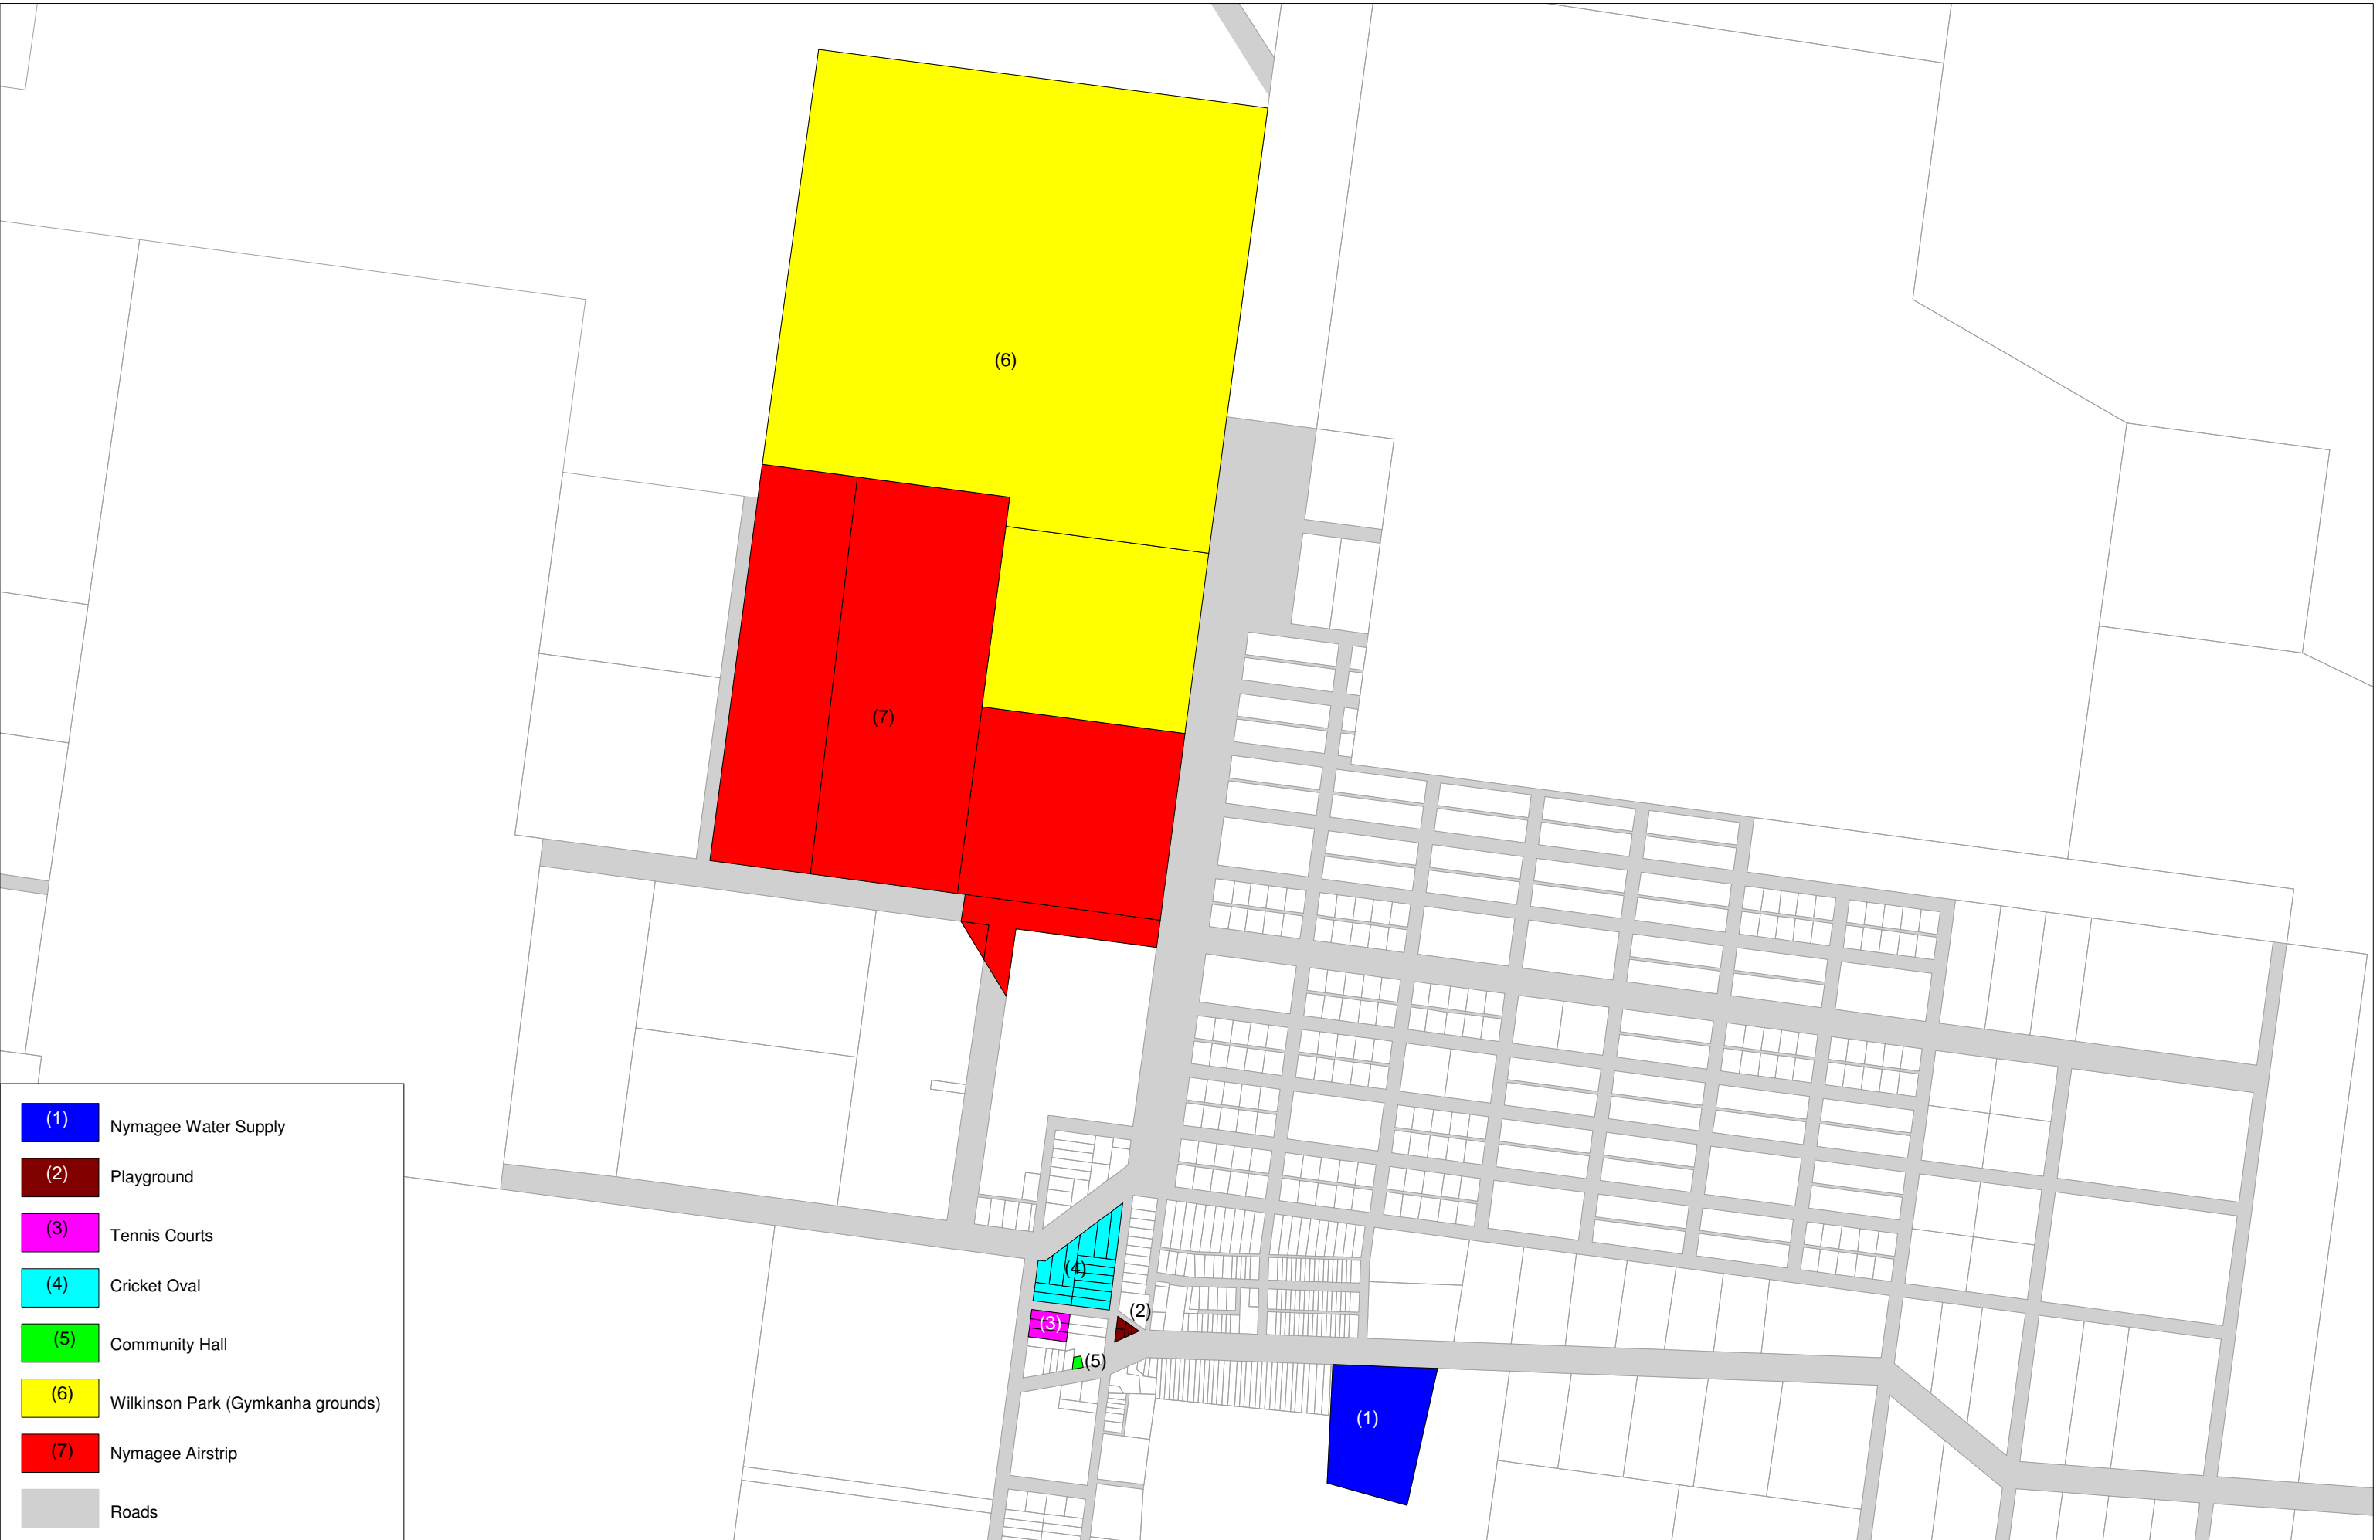 (6)
(7)
(4)
(2)
(3)
(5)
(1)
(1) Nymagee Water Supply
(2) Playground
(3) Tennis Courts
(4) Cricket Oval
(5) Community Hall
(6) Wilkinson Park (Gymkanha grounds)
(7) Nymagee Airstrip
Roads